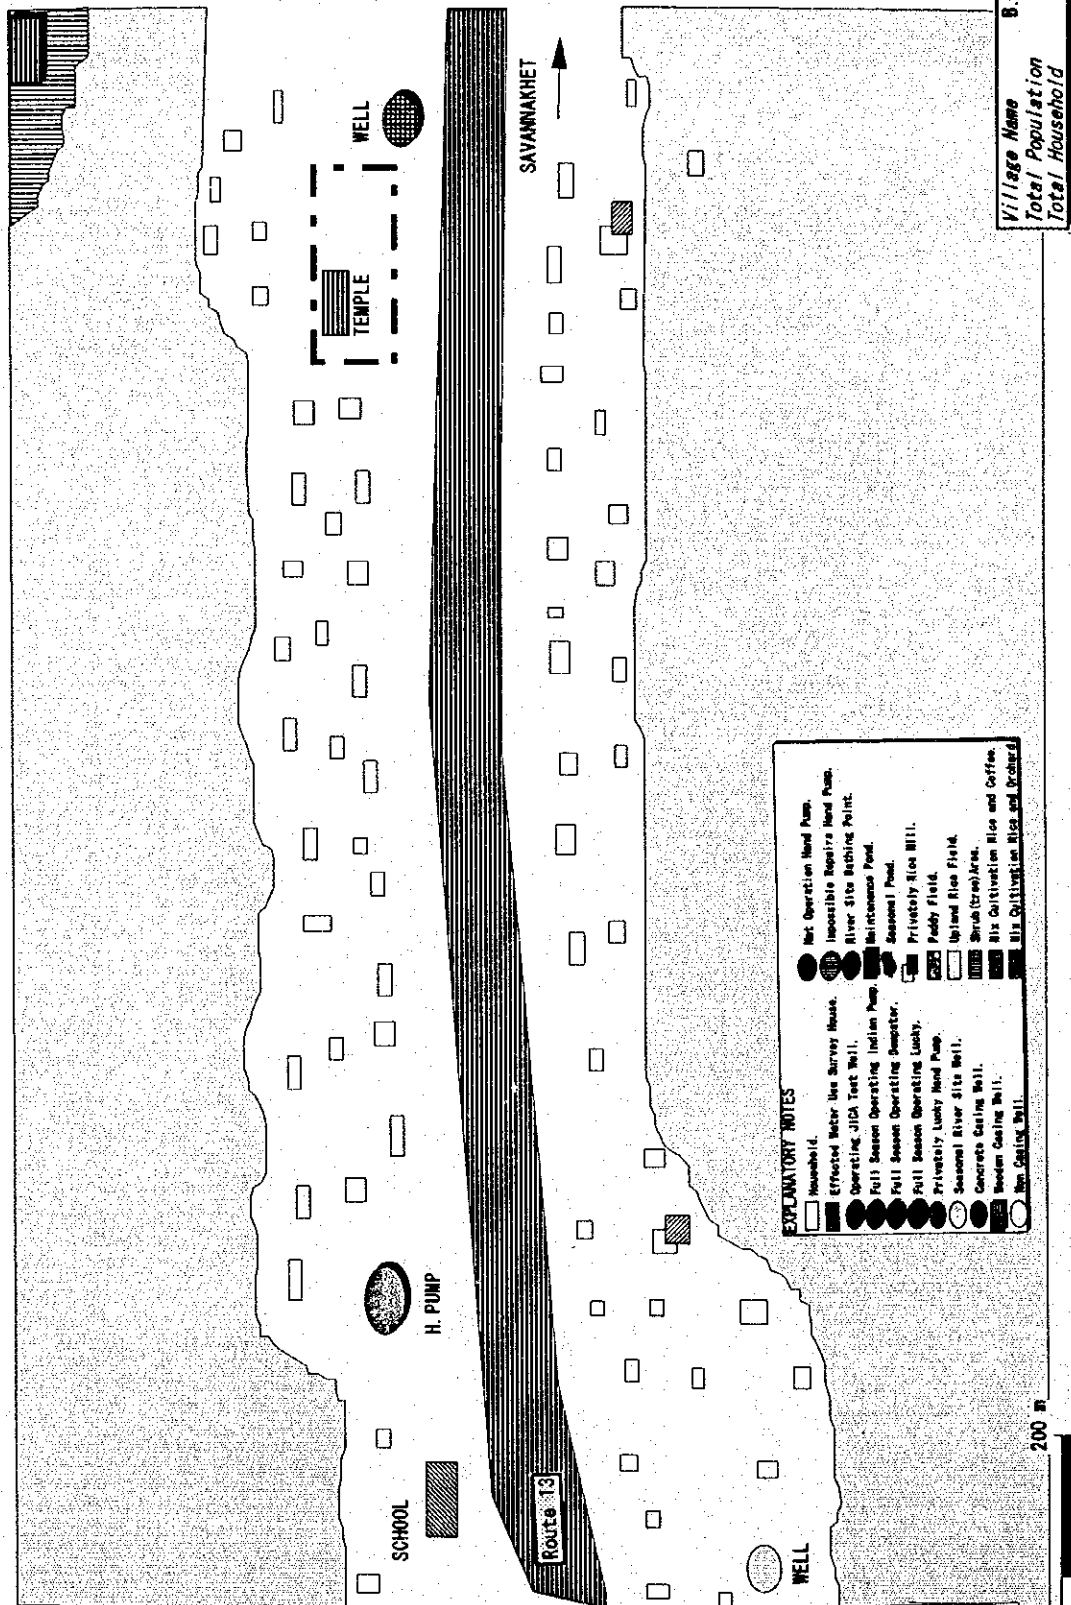 SCHOOL
H. PUMP
TEMPLE
WELL
Route 13
SAVANNAKHET
WELL
EXPLANATORY NOTES
Household.
Effected Water Use Survey House.
Operating JICA Test Well.
Full Season Operating Indian Pump.
Full Season Operating Dempster.
Full Season Operating Lucky.
Privately Lucky Hand Pump.
Seasonal River Site Well.
Concrete Casing Well.
Wooden Casing Well.
Non Casing Well.
Not Operation Hand Pump.
Impossible Repairs Hand Pump.
River Site Bathing Point.
Maintenance Pond.
Seasonal Pond.
Privately Rice Mill.
Paddy Field.
Upland Rice Field.
Shrub(tree)Area.
Mix Cultivation Rice and Coffee.
Mix Cultivation Rice and Orchard
200 m
Village Name B.
Total Population
Total Household